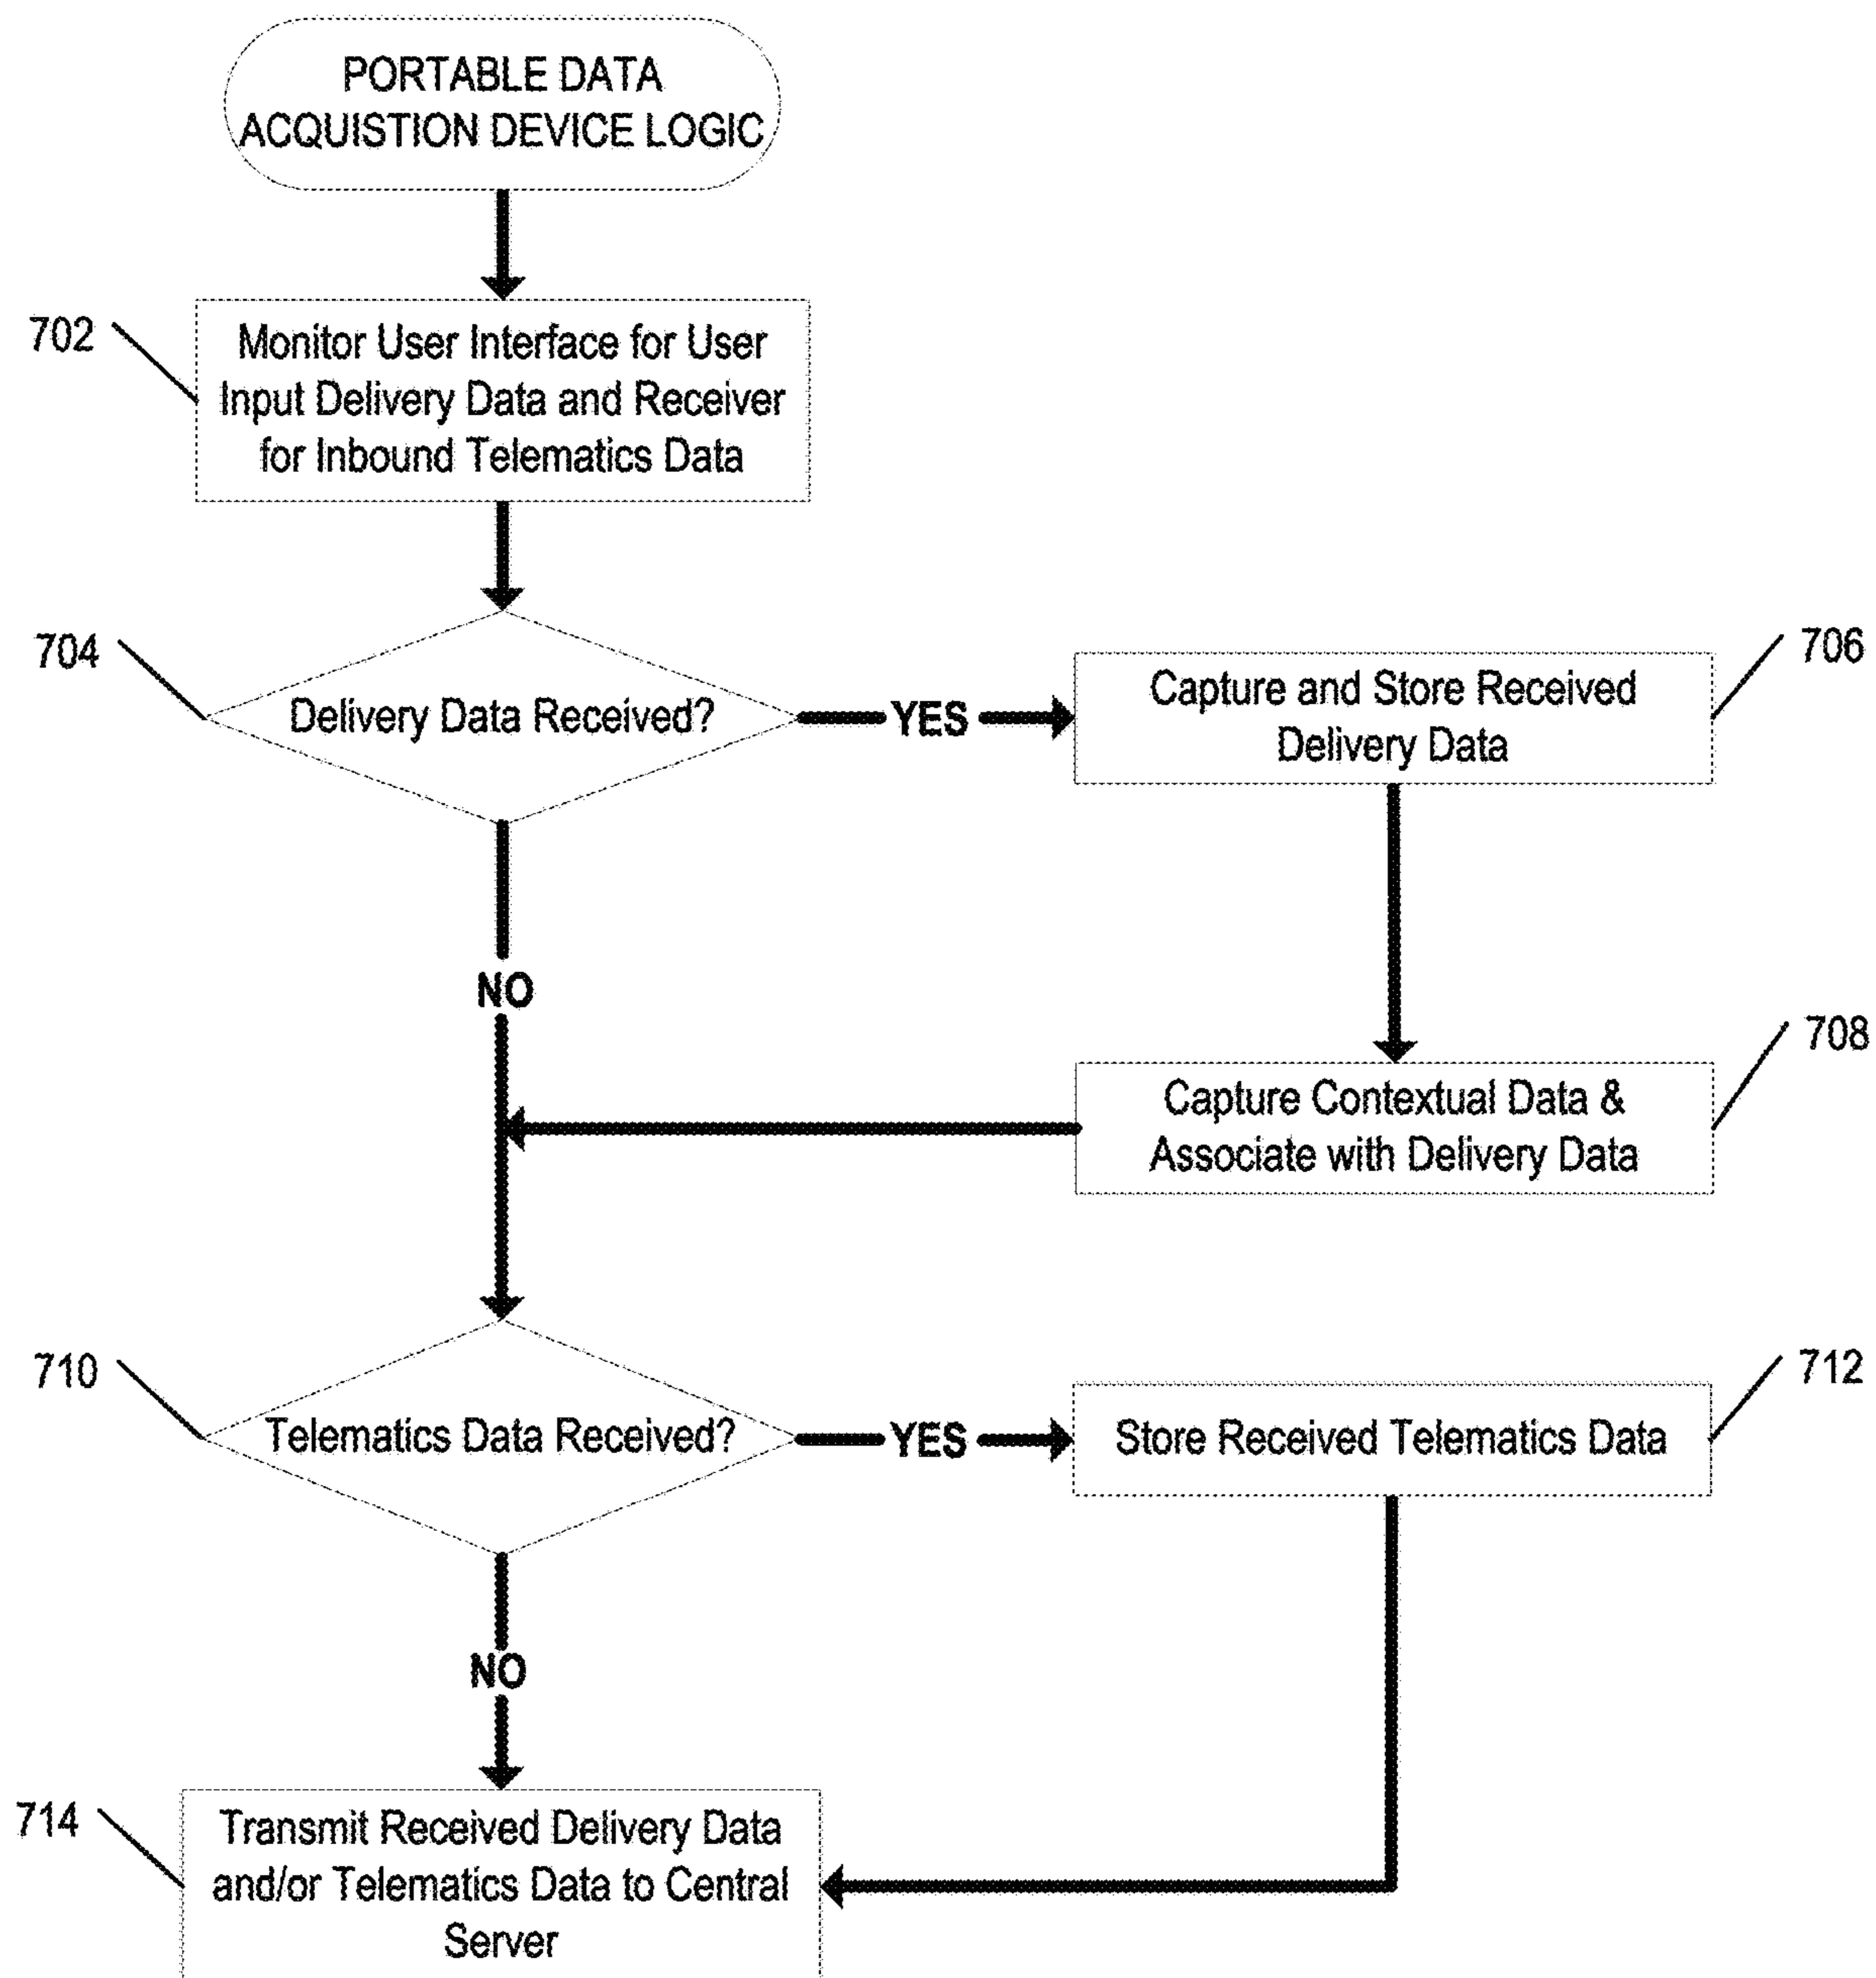 PORTABLE DATA
ACQUISTION DEVICE LOGIC
702
Monitor User Interface for User
Input Delivery Data and Receiver
for Inbound Telematics Data
704
Delivery Data Received?
YES
706
Capture and Store Received
Delivery Data
NO
708
Capture Contextual Data &
Associate with Delivery Data
710
Telematics Data Received?
YES
712
Store Received Telematics Data
NO
714
Transmit Received Delivery Data
and/or Telematics Data to Central
Server